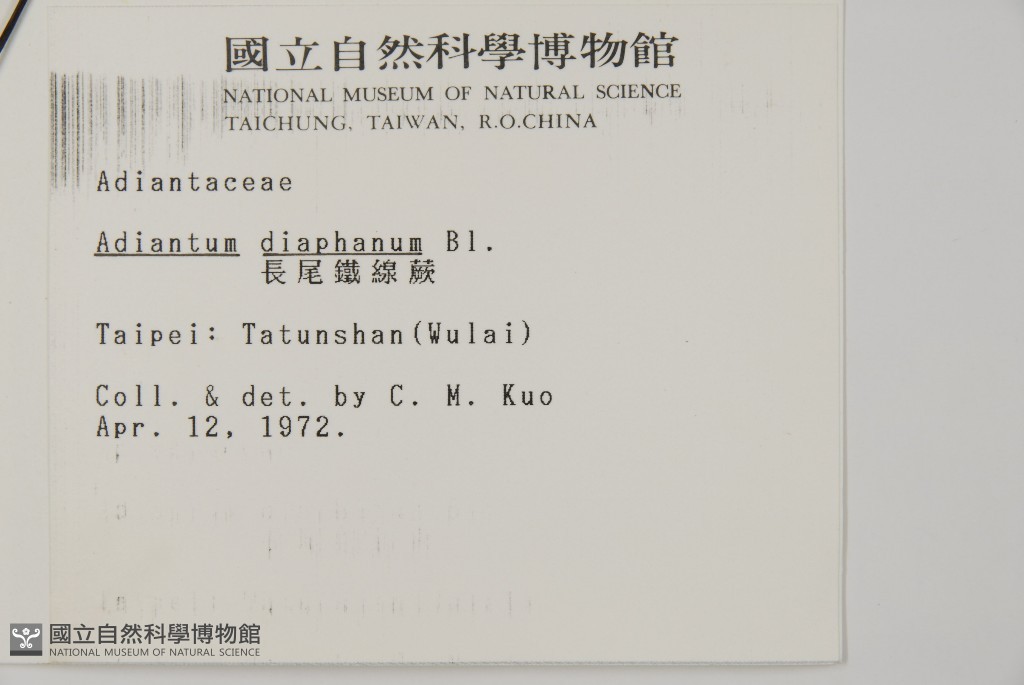 國立自然科學博物館
NATIONAL MUSEUM OF NATURAL SCIENCE
TAICHUNG, TAIWAN, R.O.CHINA
Adiantaceae
Adiantum diaphanum Bl.
長尾鐵線蕨
Taipei: Tatunshan(Wulai)
Coll. & det. by C. M. Kuo
Apr. 12, 1972.
國立自然科學博物館
NATIONAL MUSEUM OF NATURAL SCIENCE